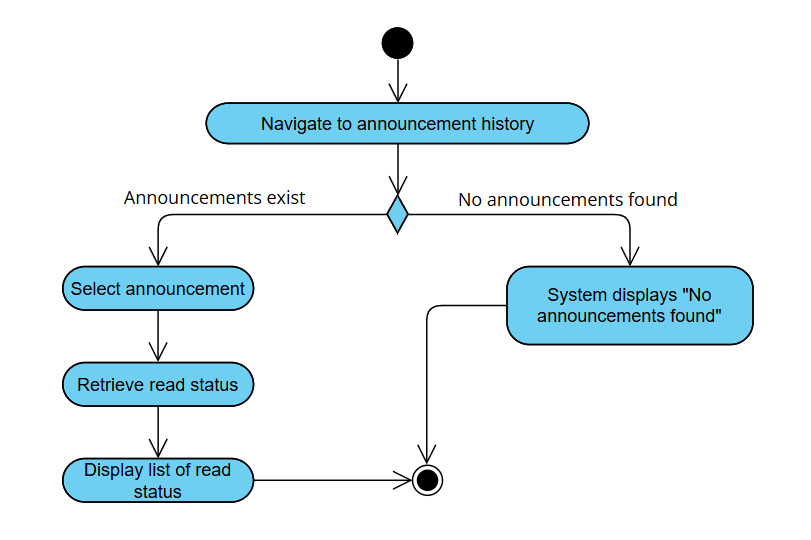 Navigate to announcement history
Announcements exist
No announcements found
Select announcement
System displays "No
announcements found"
Retrieve read status
Display list of read
status